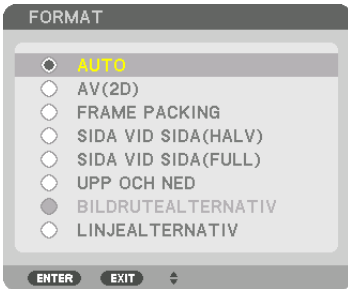 FORMAT
AUTO
AV(2D)
FRAME PACKING
SIDA VID SIDA(HALV)
SIDA VID SIDA(FULL)
UPP OCH NED
BILDRUTEALTERNATIV
LINJEALTERNATIV
ENTER EXIT